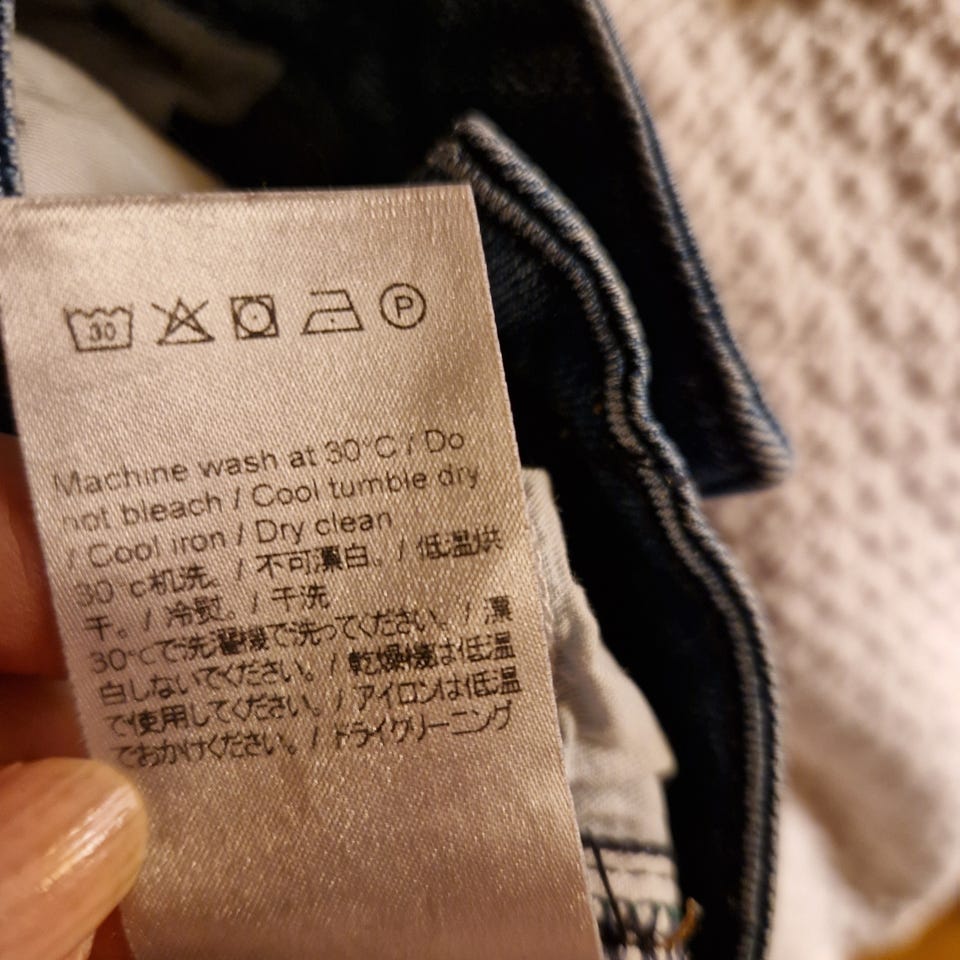 30
P
Machine wash at 30°C / Do
not bleach / Cool tumble dry
/ Cool iron / Dry clean
30°c机洗。 / 不可漂白。 / 低温烘
干。 / 冷熨。 / 干洗
30℃で洗濯機で洗ってください。 / 漂
白しないでください。 / 乾燥機は低温
で使用してください。 / アイロンは低温
でおかけください。 / ドライクリーニング